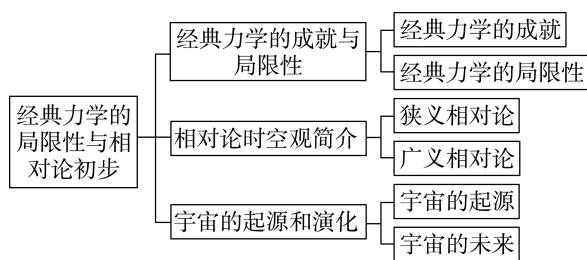 经典力学的
局限性与相
对论初步
经典力学的成就与
局限性
经典力学的成就
经典力学的局限性
相对论时空观简介
狭义相对论
广义相对论
宇宙的起源和演化
宇宙的起源
宇宙的未来